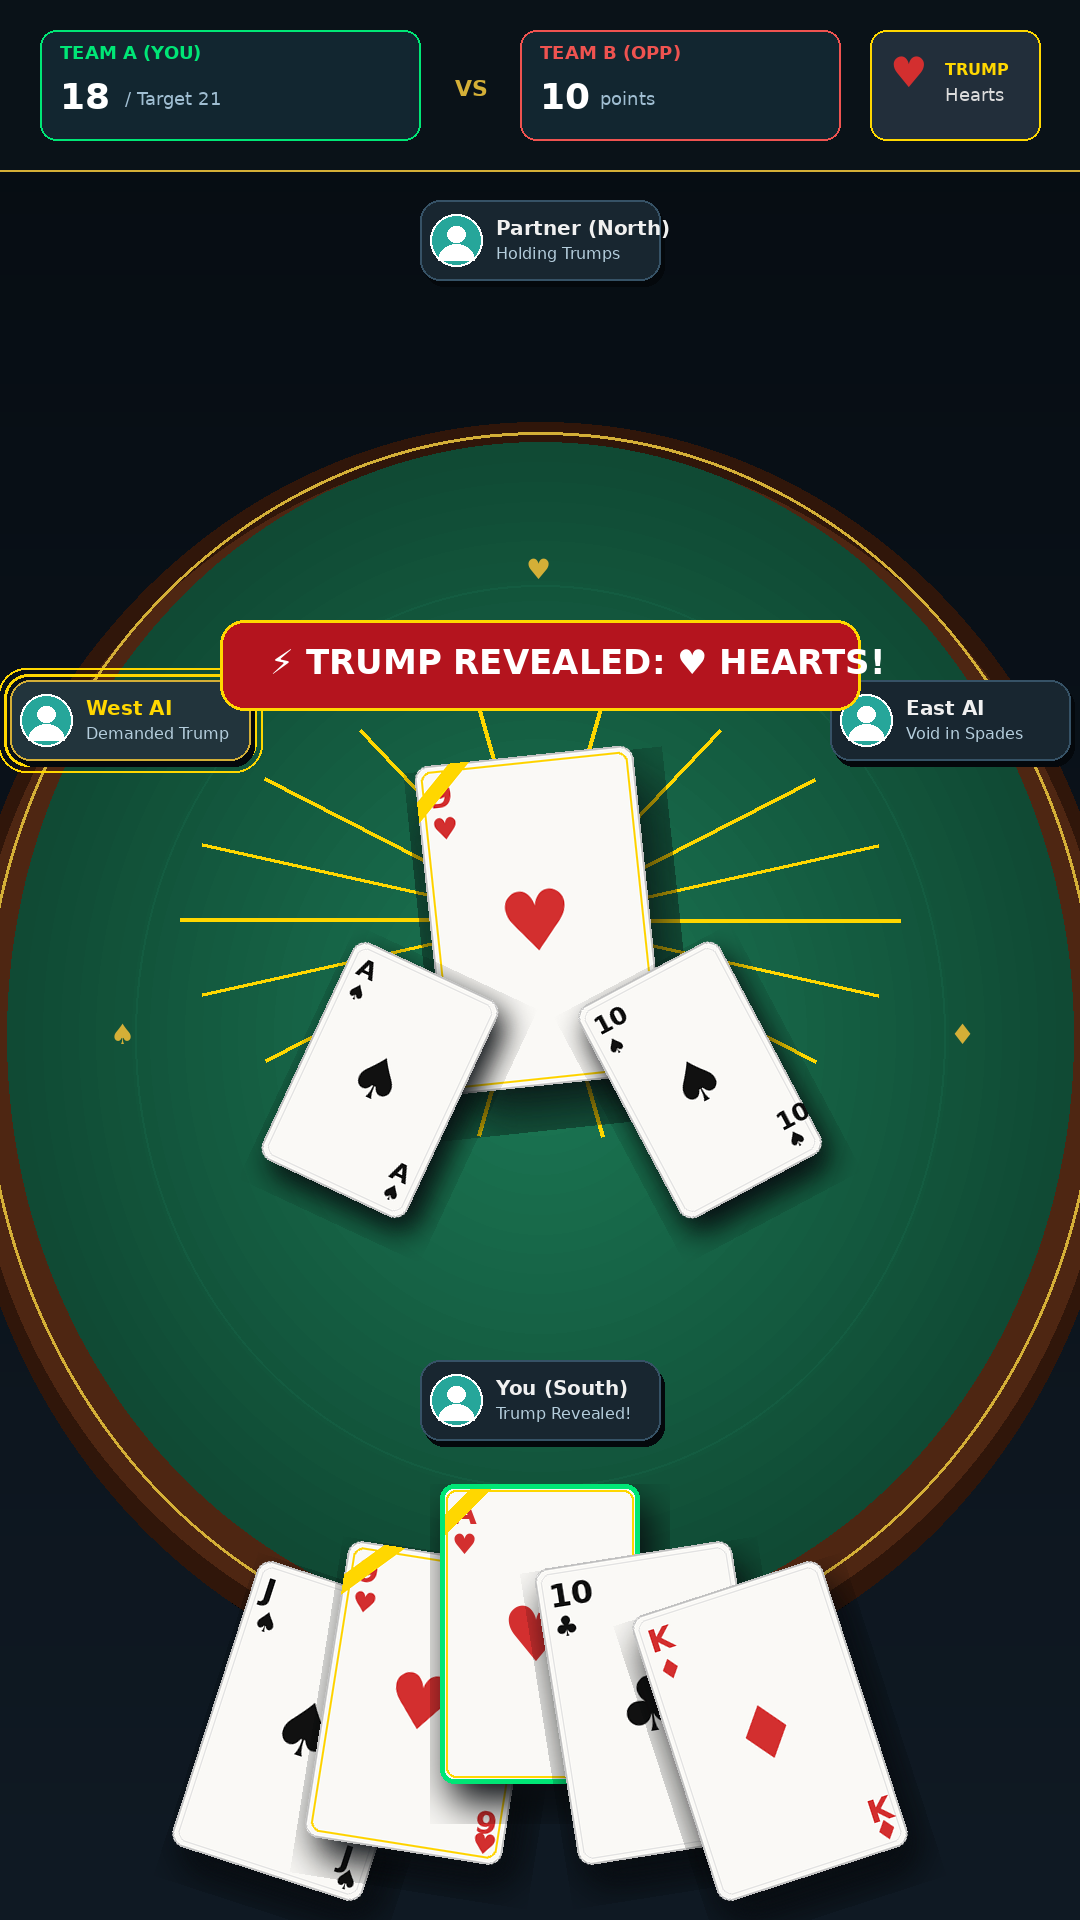 TEAM A (YOU)
18 / Target 21
VS
TEAM B (OPP)
10 points
♥ TRUMP
Hearts
Partner (North)
Holding Trumps
♥
⚡ TRUMP REVEALED: ♥ HEARTS!
West AI
Demanded Trump
East AI
Void in Spades
♥
♥
A
♠
♠
A
♠
10
♠
♠
10
♠
♠
♦
You (South)
Trump Revealed!
J
♠
♠
J
♠
♥
♥
9
♥
A
♥
♥
10
♣
♣
K
♦
♦
K
♦